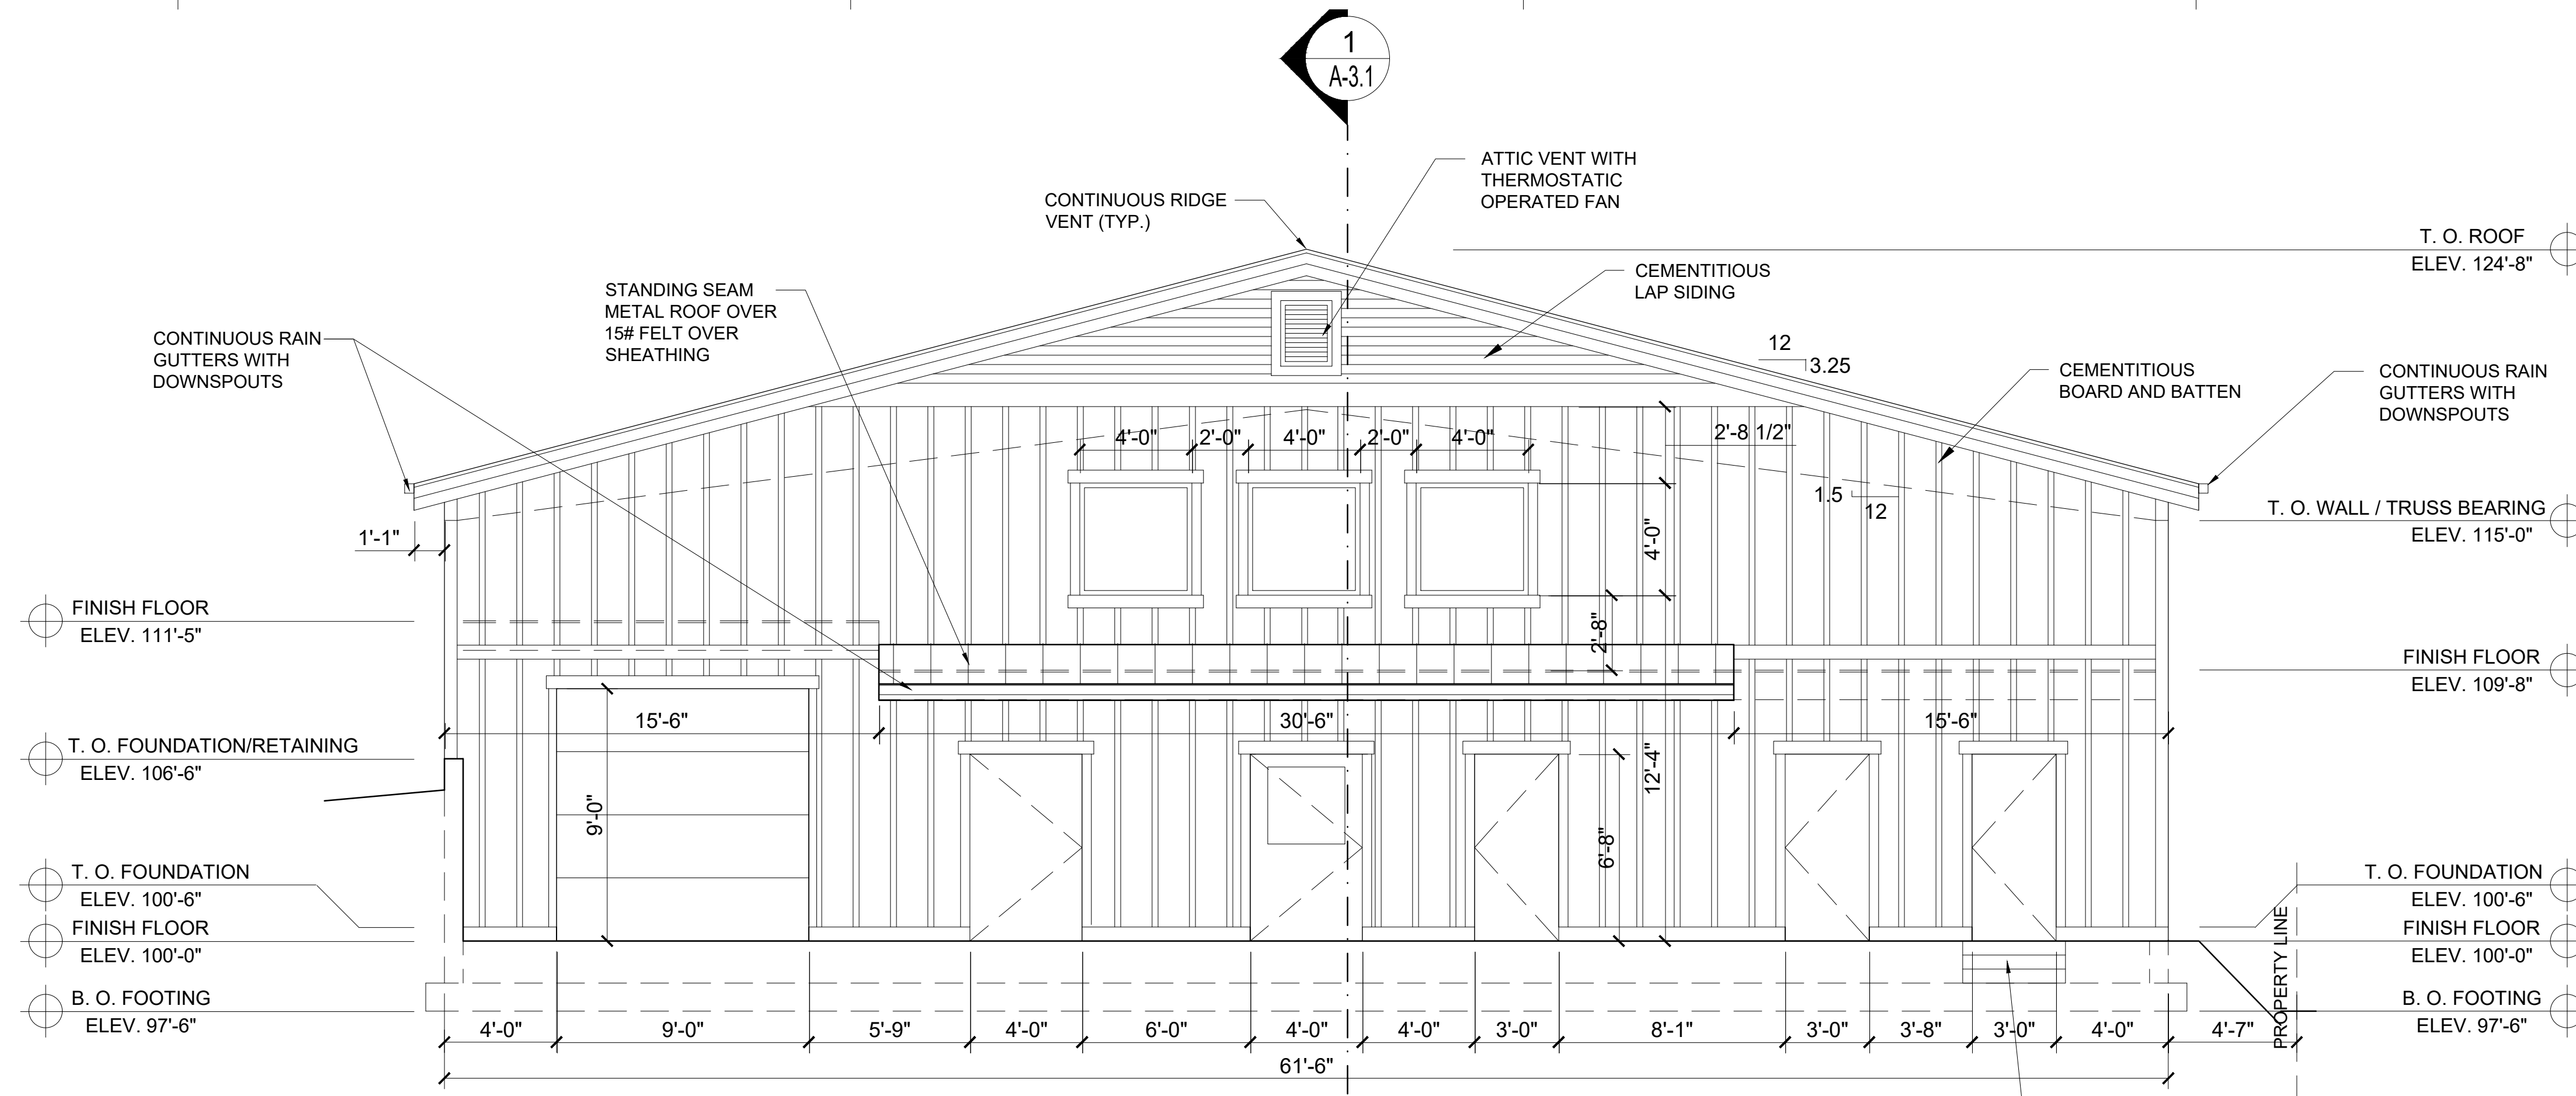 1
A-3.1
ATTIC VENT WITH
THERMOSTATIC
OPERATED FAN
CONTINUOUS RIDGE
VENT (TYP.)
T. O. ROOF
ELEV. 124'-8"
CEMENTITIOUS
LAP SIDING
STANDING SEAM
METAL ROOF OVER
15# FELT OVER
SHEATHING
CONTINUOUS RAIN
GUTTERS WITH
DOWNSPOUTS
12
3.25
CEMENTITIOUS
BOARD AND BATTEN
CONTINUOUS RAIN
GUTTERS WITH
DOWNSPOUTS
4'-0"
2'-0"
4'-0"
2'-0"
4'-0"
2'-8 1/2"
1.5
12
T. O. WALL / TRUSS BEARING
ELEV. 115'-0"
1'-1"
4'-0"
FINISH FLOOR
ELEV. 111'-5"
2'-8"
FINISH FLOOR
ELEV. 109'-8"
15'-6"
30'-6"
15'-6"
T. O. FOUNDATION/RETAINING
ELEV. 106'-6"
12'-4"
9'-0"
6'-8"
T. O. FOUNDATION
ELEV. 100'-6"
FINISH FLOOR
ELEV. 100'-0"
B. O. FOOTING
ELEV. 97'-6"
T. O. FOUNDATION
ELEV. 100'-6"
FINISH FLOOR
ELEV. 100'-0"
B. O. FOOTING
ELEV. 97'-6"
PROPERTY LINE
4'-0"
9'-0"
5'-9"
4'-0"
6'-0"
4'-0"
4'-0"
3'-0"
8'-1"
3'-0"
3'-8"
3'-0"
4'-0"
4'-7"
61'-6"